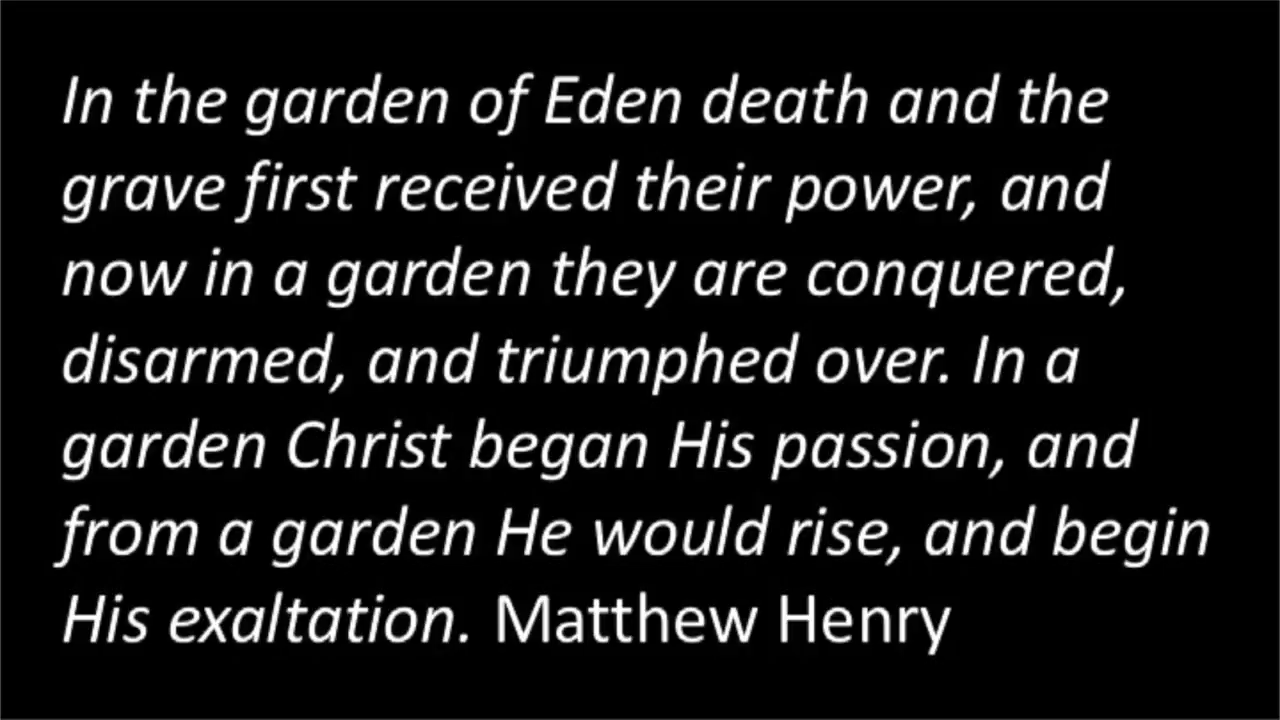 In the garden of Eden death and the
grave first received their power, and
now in a garden they are conquered,
disarmed, and triumphed over. In a
garden Christ began His passion, and
from a garden He would rise, and begin
His exaltation. Matthew Henry